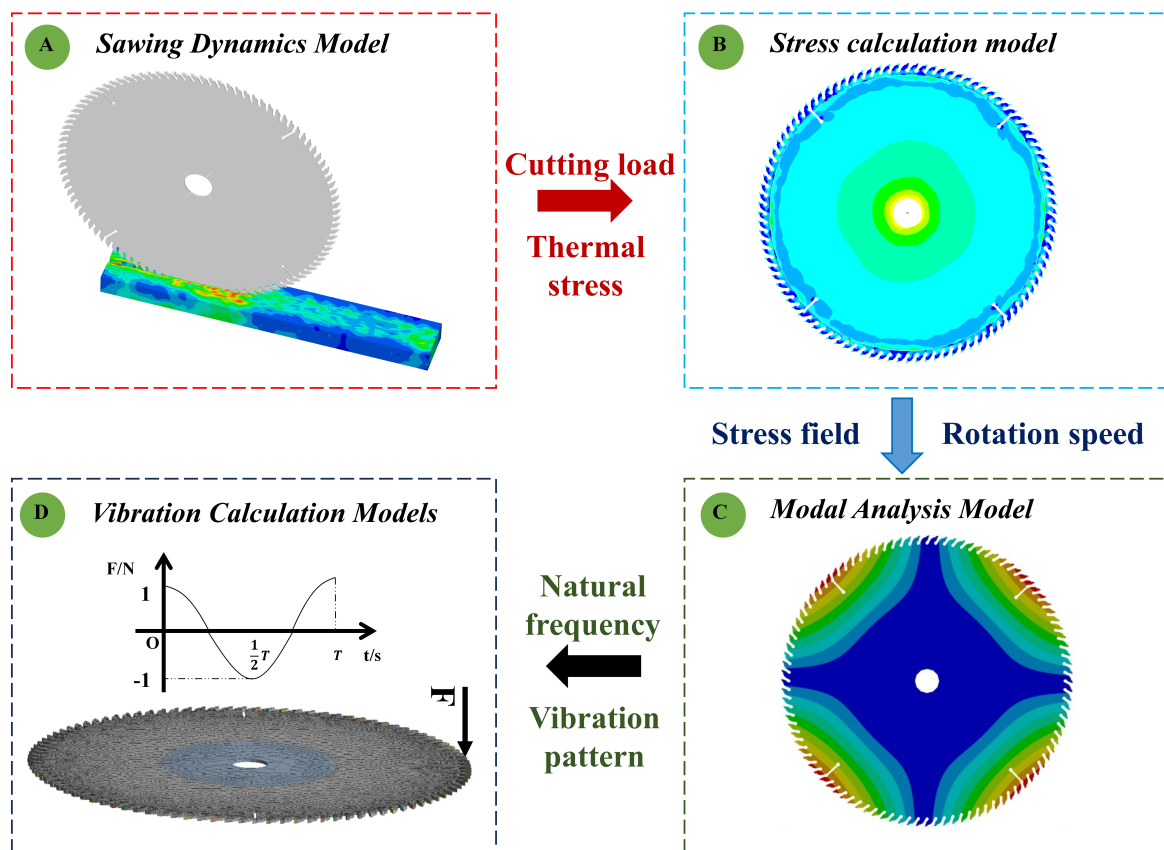 A
Sawing Dynamics Model
B
Stress calculation model
Cutting load
Thermal
stress
Stress field
Rotation speed
D
Vibration Calculation Models
F/N
1
O
1/2 T
T
t/s
-1
F
Natural
frequency
Vibration
pattern
C
Modal Analysis Model